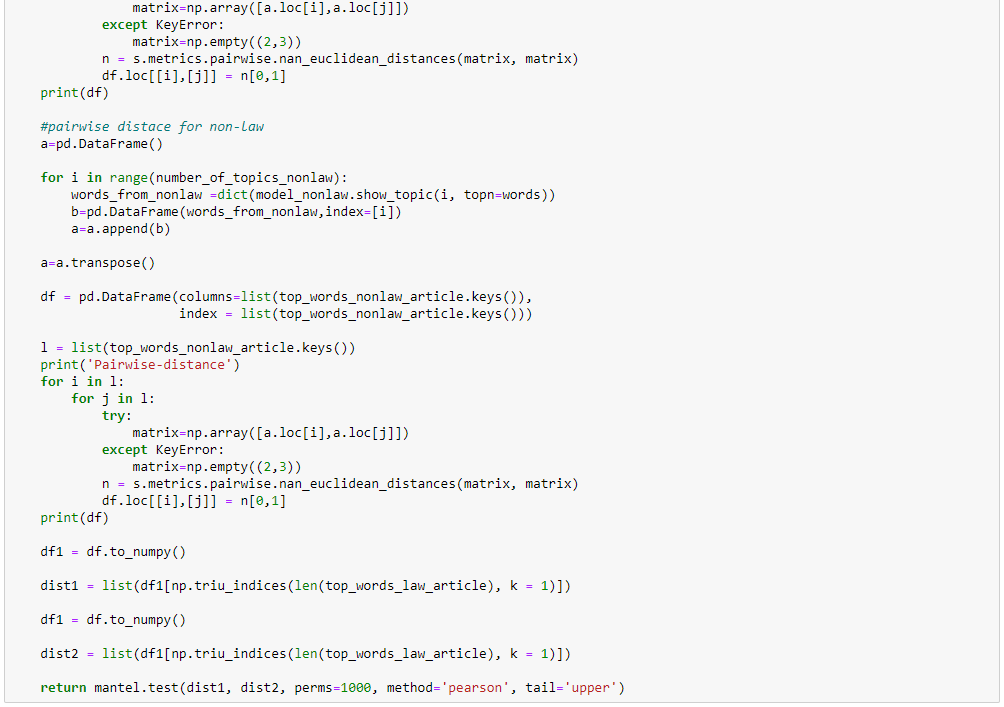 matrix=np.array([a.loc[i],a.loc[j]])
        except KeyError:
            matrix=np.empty((2,3))
        n = s.metrics.pairwise.nan_euclidean_distances(matrix, matrix)
        df.loc[[i],[j]] = n[0,1]
print(df)

#pairwise distace for non-law
a=pd.DataFrame()

for i in range(number_of_topics_nonlaw):
    words_from_nonlaw =dict(model_nonlaw.show_topic(i, topn=words))
    b=pd.DataFrame(words_from_nonlaw,index=[i])
    a=a.append(b)

a=a.transpose()

df = pd.DataFrame(columns=list(top_words_nonlaw_article.keys()),
                  index = list(top_words_nonlaw_article.keys()))

l = list(top_words_nonlaw_article.keys())
print('Pairwise-distance')
for i in l:
    for j in l:
        try:
            matrix=np.array([a.loc[i],a.loc[j]])
        except KeyError:
            matrix=np.empty((2,3))
        n = s.metrics.pairwise.nan_euclidean_distances(matrix, matrix)
        df.loc[[i],[j]] = n[0,1]
print(df)

df1 = df.to_numpy()

dist1 = list(df1[np.triu_indices(len(top_words_law_article), k = 1)])

df1 = df.to_numpy()

dist2 = list(df1[np.triu_indices(len(top_words_law_article), k = 1)])

return mantel.test(dist1, dist2, perms=1000, method='pearson', tail='upper')